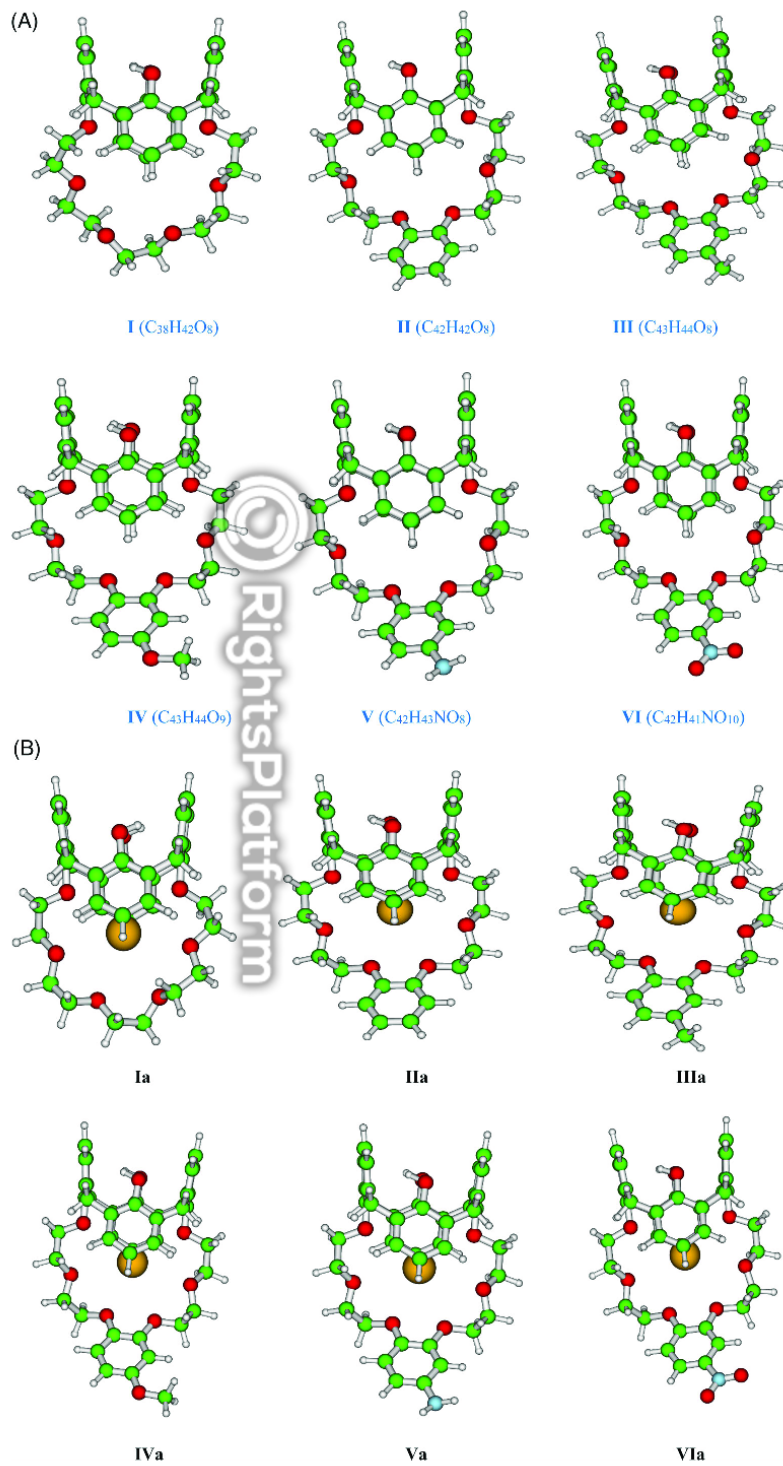 (A)
I (C₃₈H₄₂O₈) II (C₄₂H₄₂O₈) III (C₄₃H₄₄O₈)
IV (C₄₃H₄₄O₉) V (C₄₂H₄₃NO₈) VI (C₄₂H₄₁NO₁₀)
© RightsPlatform
(B)
Ia IIa IIIa
IVa Va VIa